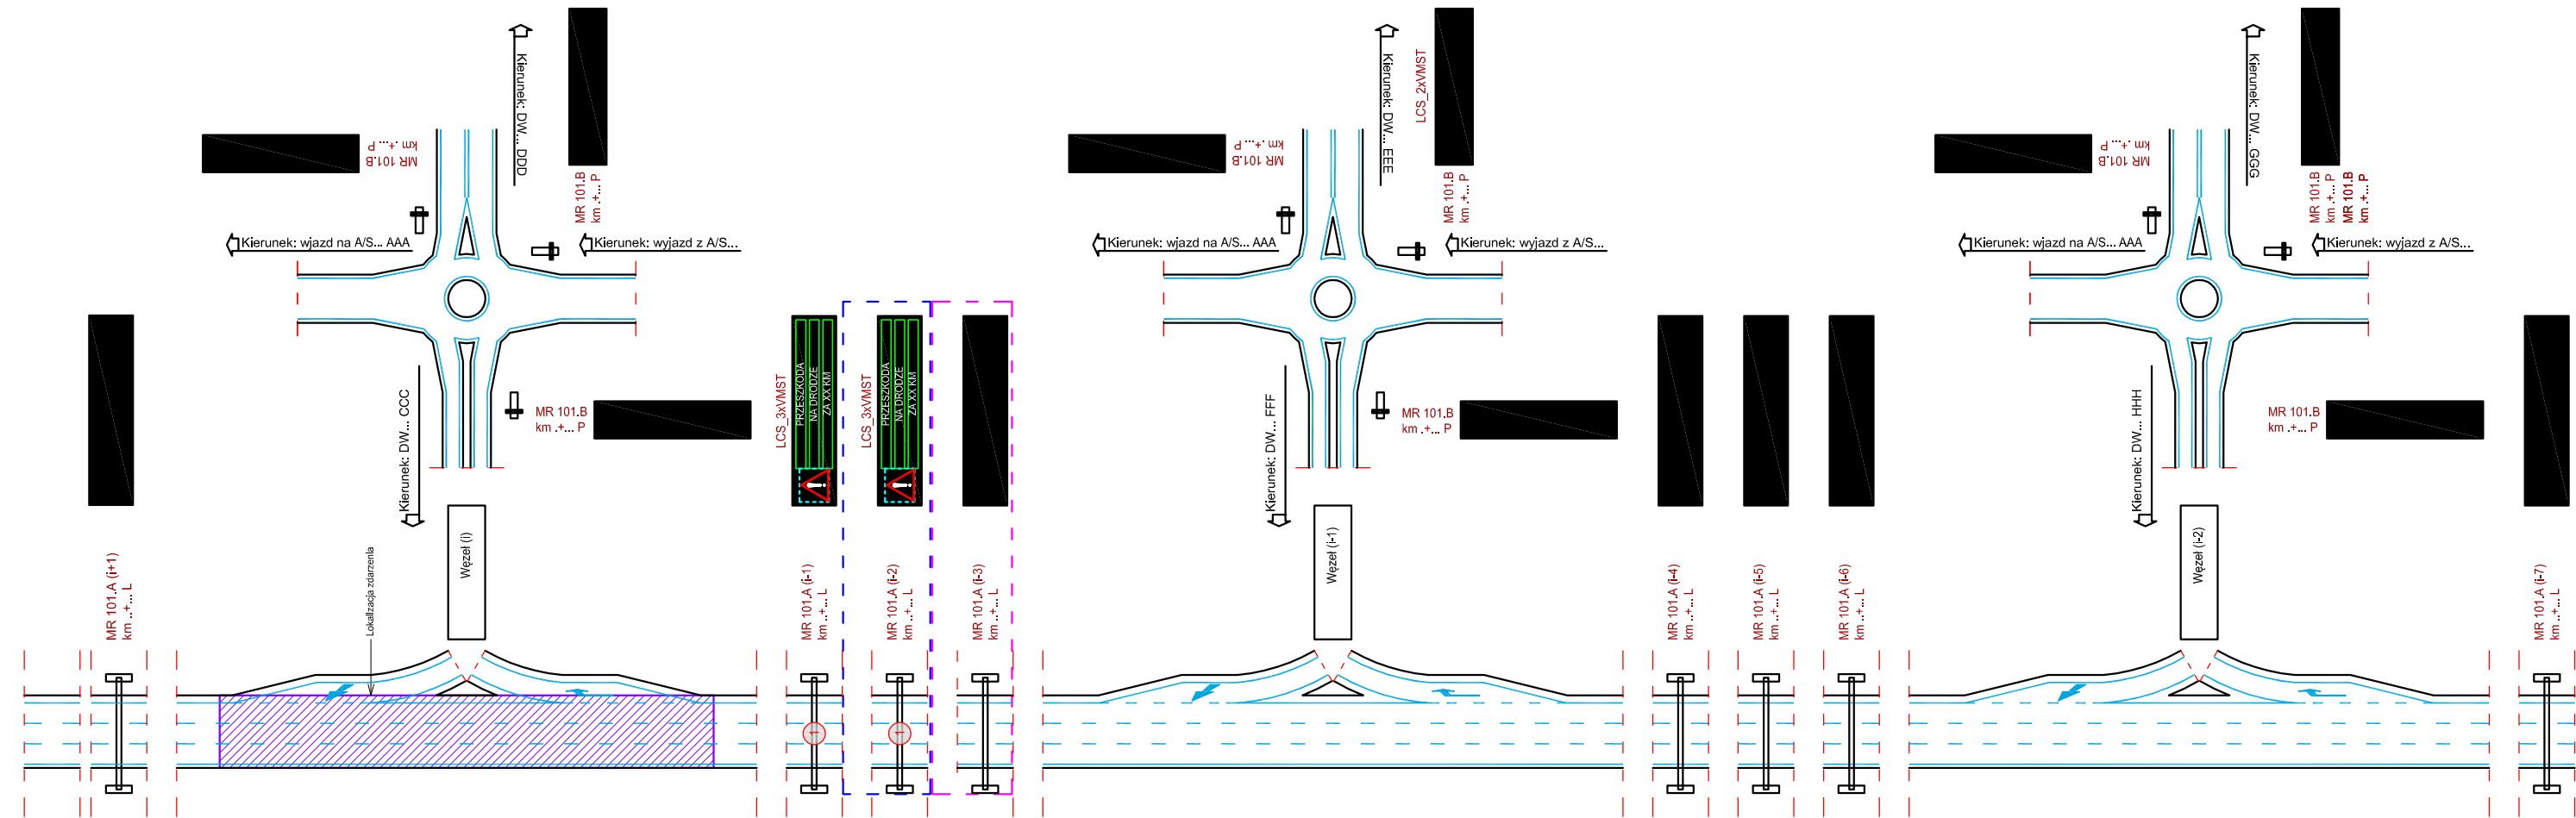 Kierunek: DW... DDD
MR 101.B
km ..+... P
MR 101.B
km .+... P
Kierunek: wjazd na A/S... AAA
Kierunek: wyjazd z A/S...
Kierunek: DW... CCC
MR 101.B
km .+... P
Węzeł (i)
Lokalizacja zdarzenia
MR 101.A (i+1)
km ..+... L
LCS_3xVMST
PRZESZKODA
NA DRODZE
ZA XX KM
MR 101.A (i-1)
km ..+... L
1
LCS_3xVMST
PRZESZKODA
NA DRODZE
ZA XX KM
MR 101.A (i-2)
km ..+... L
1
MR 101.A (i-3)
km ..+... L
Kierunek: DW... EEE
LCS_2xVMST
MR 101.B
km ..+... P
MR 101.B
km .+... P
Kierunek: wjazd na A/S... AAA
Kierunek: wyjazd z A/S...
Kierunek: DW... FFF
MR 101.B
km .+... P
Węzeł (i-1)
MR 101.A (i-4)
km ..+... L
MR 101.A (i-5)
km ..+... L
MR 101.A (i-6)
km ..+... L
Kierunek: DW... GGG
MR 101.B
km ..+... P
MR 101.B
km .+... P
MR 101.B
km .+... P
Kierunek: wjazd na A/S... AAA
Kierunek: wyjazd z A/S...
Kierunek: DW... HHH
MR 101.B
km .+... P
Węzeł (i-2)
MR 101.A (i-7)
km ..+... L